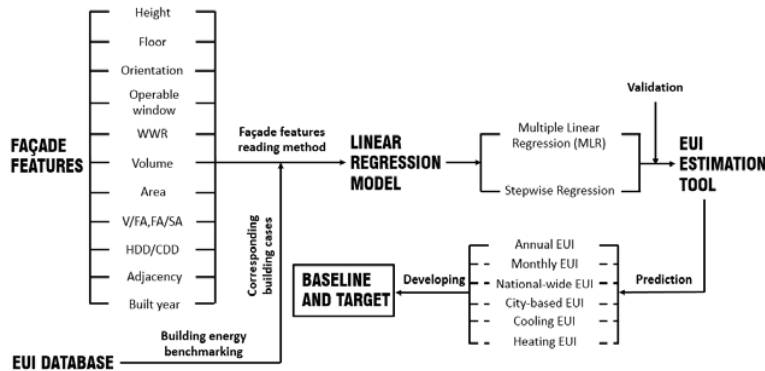 FAÇADE
FEATURES
Height
Floor
Orientation
Operable
window
WWR
Volume
Area
V/FA,FA/SA
HDD/CDD
Adjacency
Built year
Façade features
reading method
Corresponding
building cases
EUI DATABASE
Building energy
benchmarking
LINEAR
REGRESSION
MODEL
Multiple Linear
Regression (MLR)
Stepwise Regression
Validation
EUI
ESTIMATION
TOOL
Prediction
Annual EUI
Monthly EUI
National-wide EUI
City-based EUI
Cooling EUI
Heating EUI
Developing
BASELINE
AND TARGET